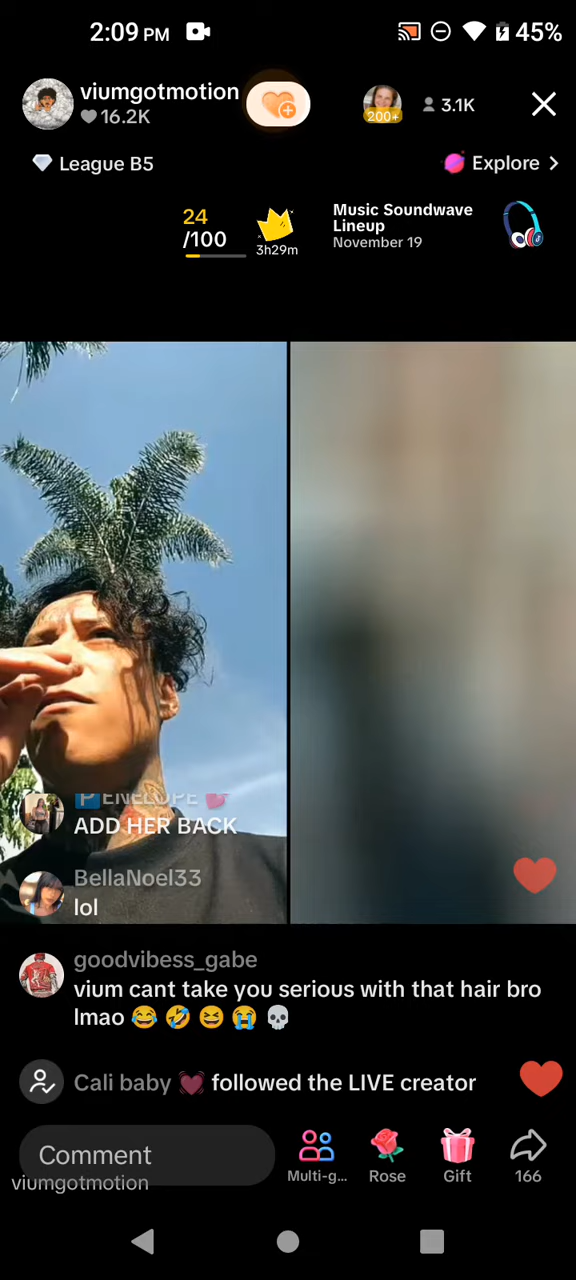 2:09 PM
45%
viumgotmotion
16.2K
200+
3.1K
League B5
Explore >
24
/100
3h29m
Music Soundwave
Lineup
November 19
PENELOPE 💕
ADD HER BACK
BellaNoel33
lol
goodvibess_gabe
vium cant take you serious with that hair bro
lmao 😂 🤣 😆 😭 💀
Cali baby 💓 followed the LIVE creator
Comment
viumgotmotion
Multi-g...
Rose
Gift
166